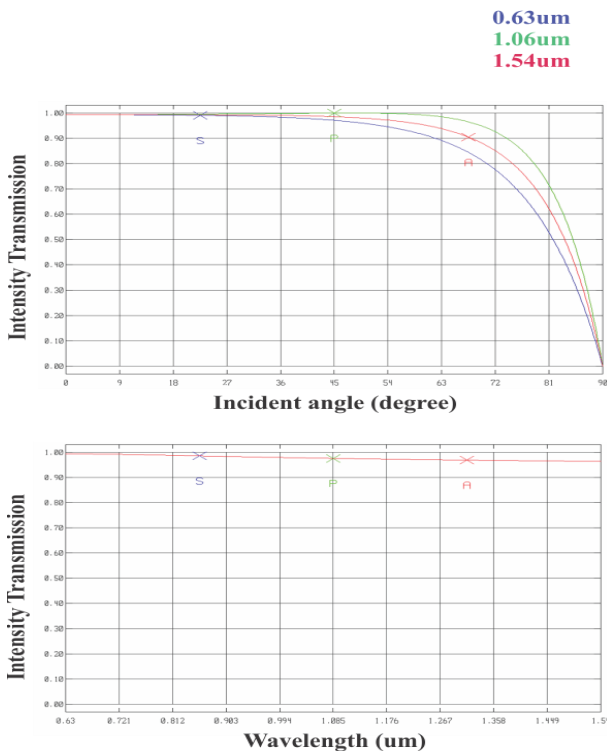 0.63um
1.06um
1.54um
Intensity Transmission
1.00
0.90
0.80
0.70
0.60
0.50
0.40
0.30
0.20
0.10
0.00
S
P
A
0 9 18 27 36 45 54 63 72 81 90
Incident angle (degree)
Intensity Transmission
1.00
0.90
0.80
0.70
0.60
0.50
0.40
0.30
0.20
0.10
0.00
S
P
A
0.63 0.721 0.812 0.903 0.994 1.085 1.176 1.267 1.358 1.449
Wavelength (um)